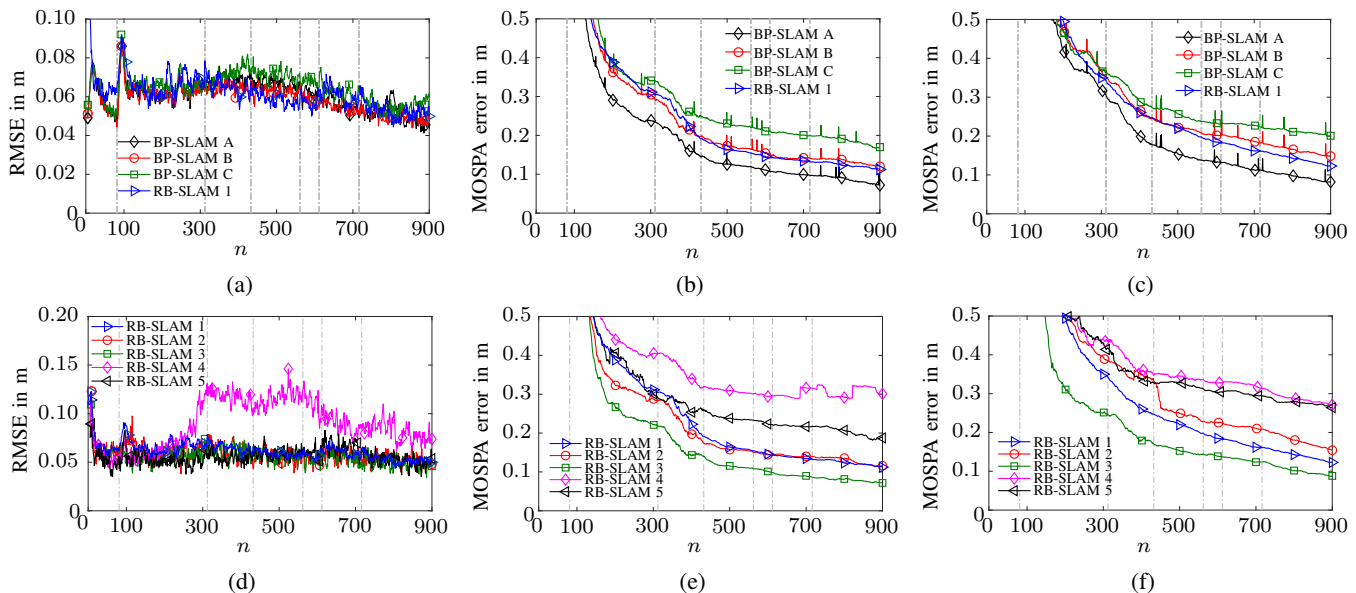 RMSE in m
0.10
0.08
0.06
0.04
0.02
0
BP-SLAM A
BP-SLAM B
BP-SLAM C
RB-SLAM 1
0 100 300 500 700 900
n
(a)
MOSPA error in m
0.5
0.4
0.3
0.2
0.1
0
BP-SLAM A
BP-SLAM B
BP-SLAM C
RB-SLAM 1
0 100 300 500 700 900
n
(b)
MOSPA error in m
0.5
0.4
0.3
0.2
0.1
0
BP-SLAM A
BP-SLAM B
BP-SLAM C
RB-SLAM 1
0 100 300 500 700 900
n
(c)
RMSE in m
0.20
0.15
0.10
0.05
0.00
RB-SLAM 1
RB-SLAM 2
RB-SLAM 3
RB-SLAM 4
RB-SLAM 5
0 100 300 500 700 900
n
(d)
MOSPA error in m
0.5
0.4
0.3
0.2
0.1
0
RB-SLAM 1
RB-SLAM 2
RB-SLAM 3
RB-SLAM 4
RB-SLAM 5
0 100 300 500 700 900
n
(e)
MOSPA error in m
0.5
0.4
0.3
0.2
0.1
0
RB-SLAM 1
RB-SLAM 2
RB-SLAM 3
RB-SLAM 4
RB-SLAM 5
0 100 300 500 700 900
n
(f)